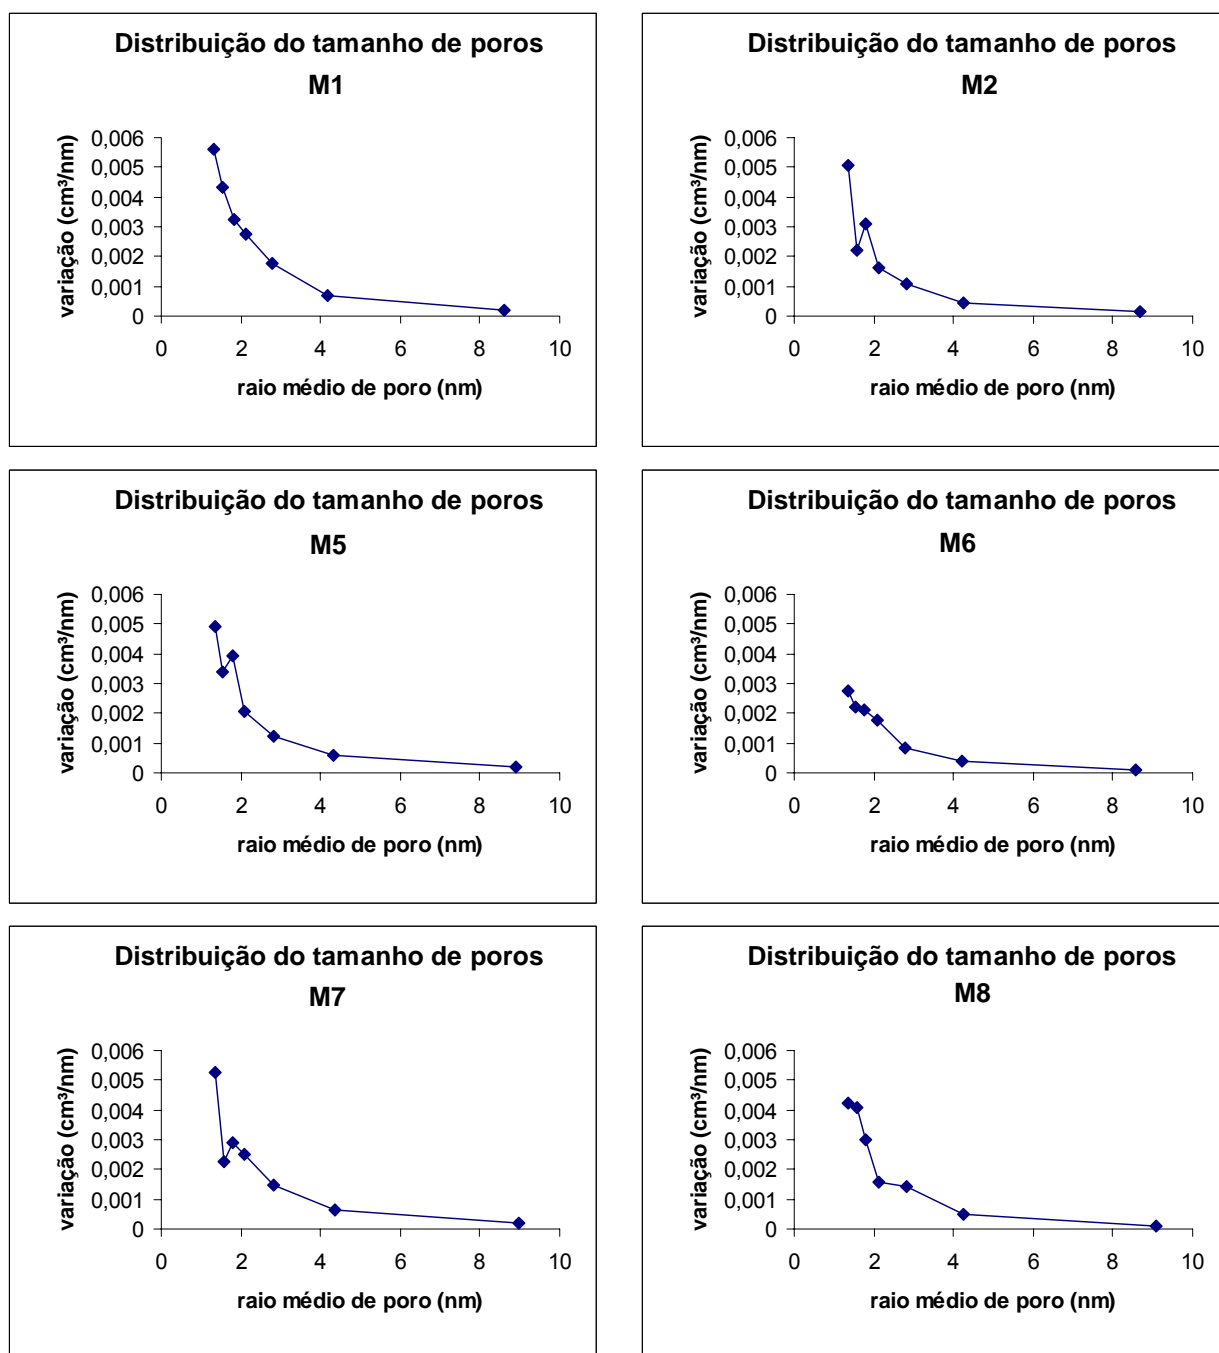 Distribuição do tamanho de poros
M1
variação (cm³/nm)
0,006
0,005
0,004
0,003
0,002
0,001
0
0 2 4 6 8 10
raio médio de poro (nm)
Distribuição do tamanho de poros
M2
variação (cm³/nm)
0,006
0,005
0,004
0,003
0,002
0,001
0
0 2 4 6 8 10
raio médio de poro (nm)
Distribuição do tamanho de poros
M5
variação (cm³/nm)
0,006
0,005
0,004
0,003
0,002
0,001
0
0 2 4 6 8 10
raio médio de poro (nm)
Distribuição do tamanho de poros
M6
variação (cm³/nm)
0,006
0,005
0,004
0,003
0,002
0,001
0
0 2 4 6 8 10
raio médio de poro (nm)
Distribuição do tamanho de poros
M7
variação (cm³/nm)
0,006
0,005
0,004
0,003
0,002
0,001
0
0 2 4 6 8 10
raio médio de poro (nm)
Distribuição do tamanho de poros
M8
variação (cm³/nm)
0,006
0,005
0,004
0,003
0,002
0,001
0
0 2 4 6 8 10
raio médio de poro (nm)